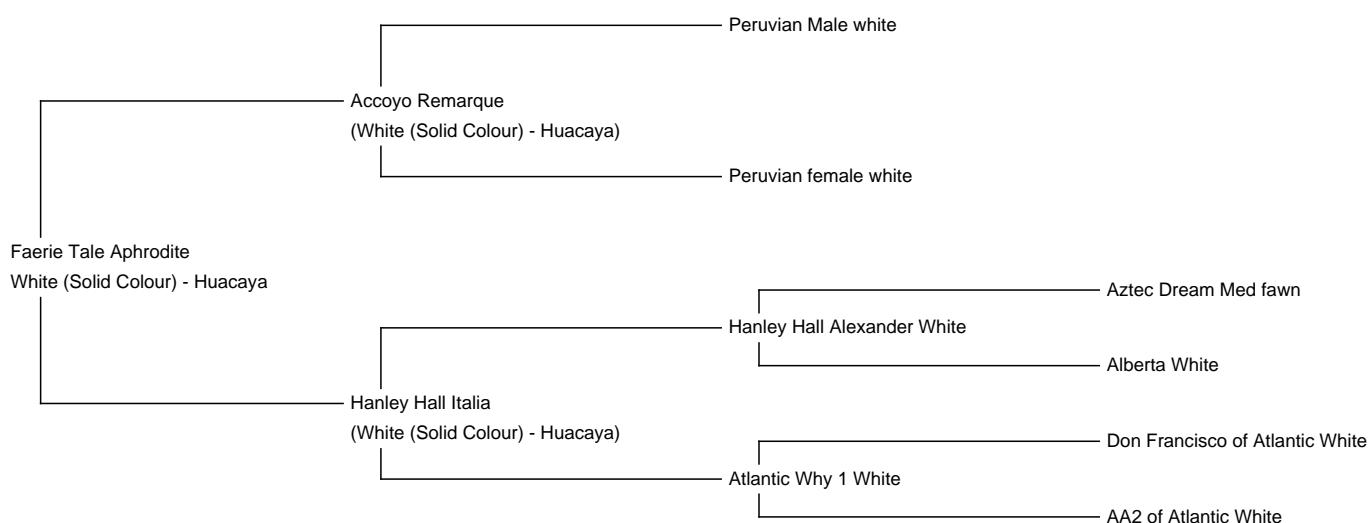 Peruvian Male white
Accoyo Remarque
(White (Solid Colour) - Huacaya)
Peruvian female white
Faerie Tale Aphrodite
White (Solid Colour) - Huacaya
Aztec Dream Med fawn
Hanley Hall Alexander White
Alberta White
Hanley Hall Italia
(White (Solid Colour) - Huacaya)
Don Francisco of Atlantic White
Atlantic Why 1 White
AA2 of Atlantic White